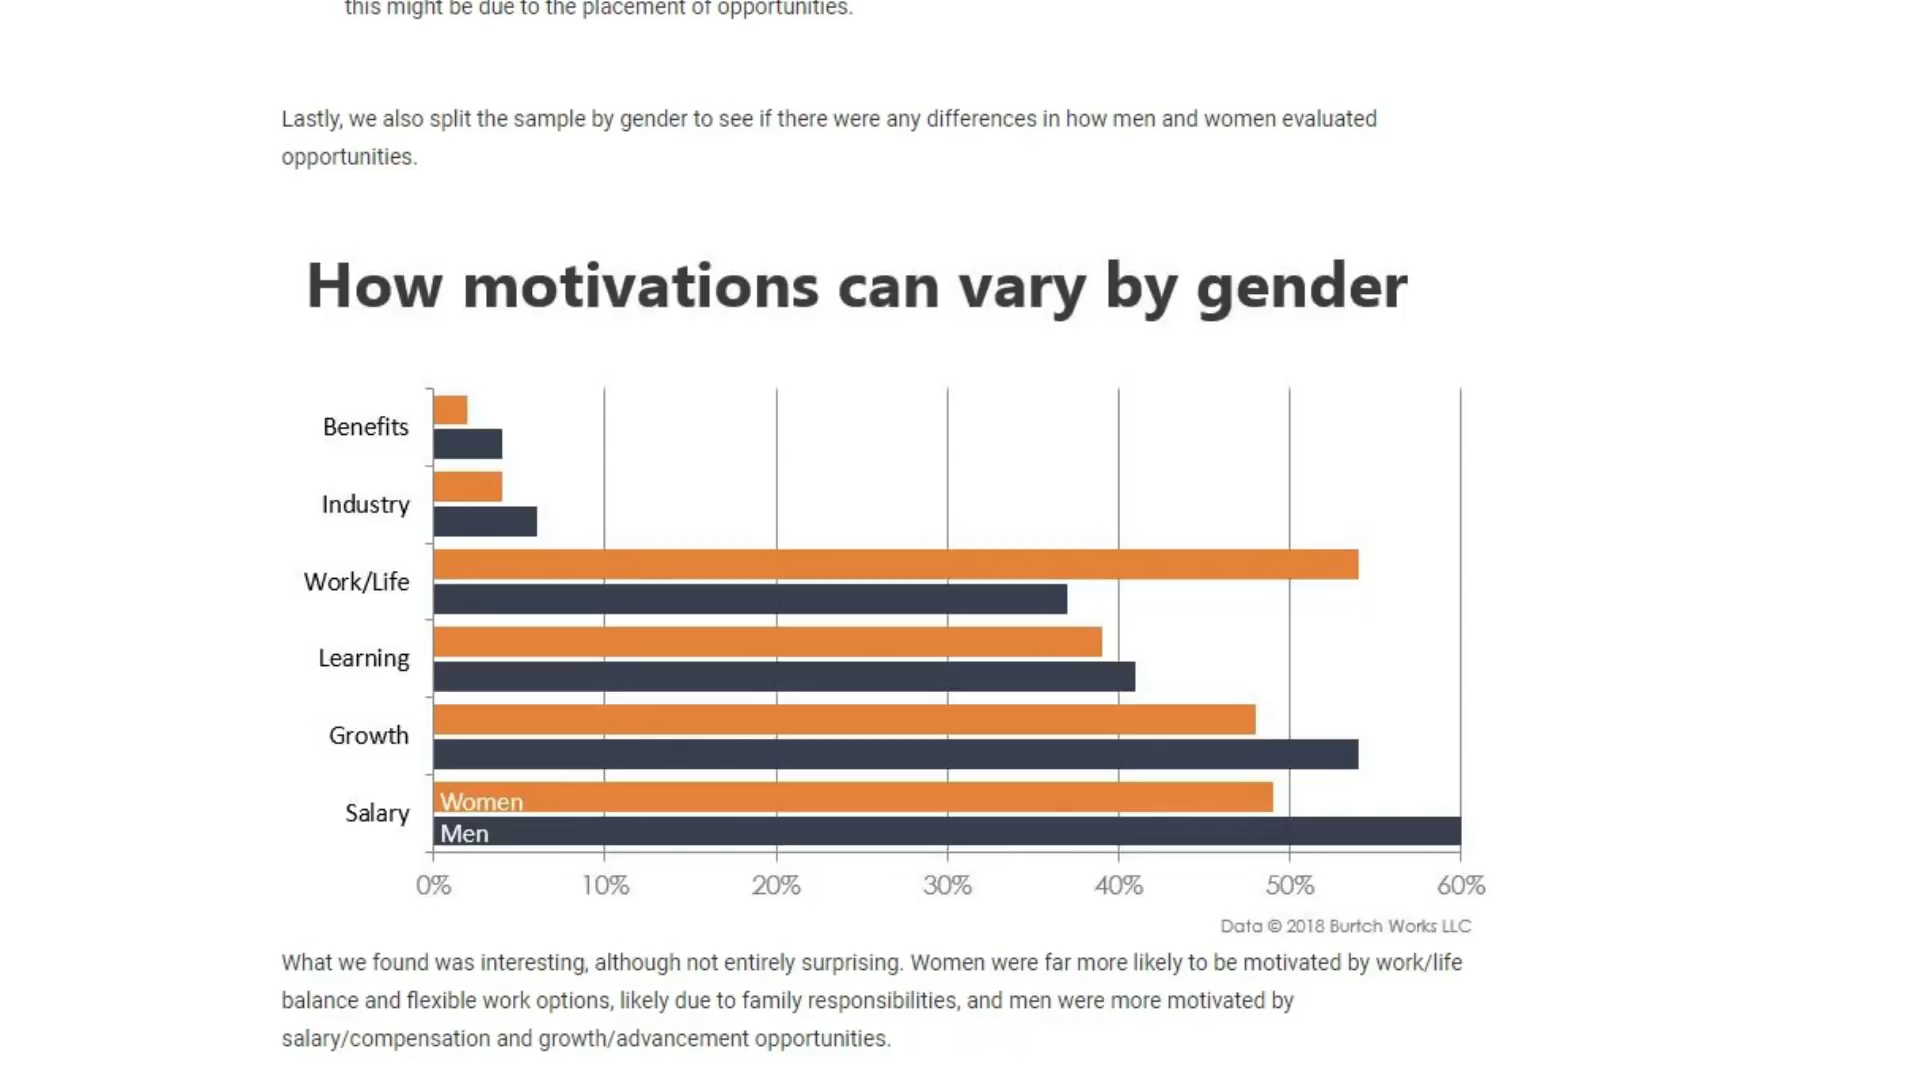 this might be due to the placement of opportunities.
Lastly, we also split the sample by gender to see if there were any differences in how men and women evaluated
opportunities.
How motivations can vary by gender
Benefits
Industry
Work/Life
Learning
Growth
Salary
Women
Men
0% 10% 20% 30% 40% 50% 60%
Data © 2018 Burtch Works LLC
What we found was interesting, although not entirely surprising. Women were far more likely to be motivated by work/life
balance and flexible work options, likely due to family responsibilities, and men were more motivated by
salary/compensation and growth/advancement opportunities.